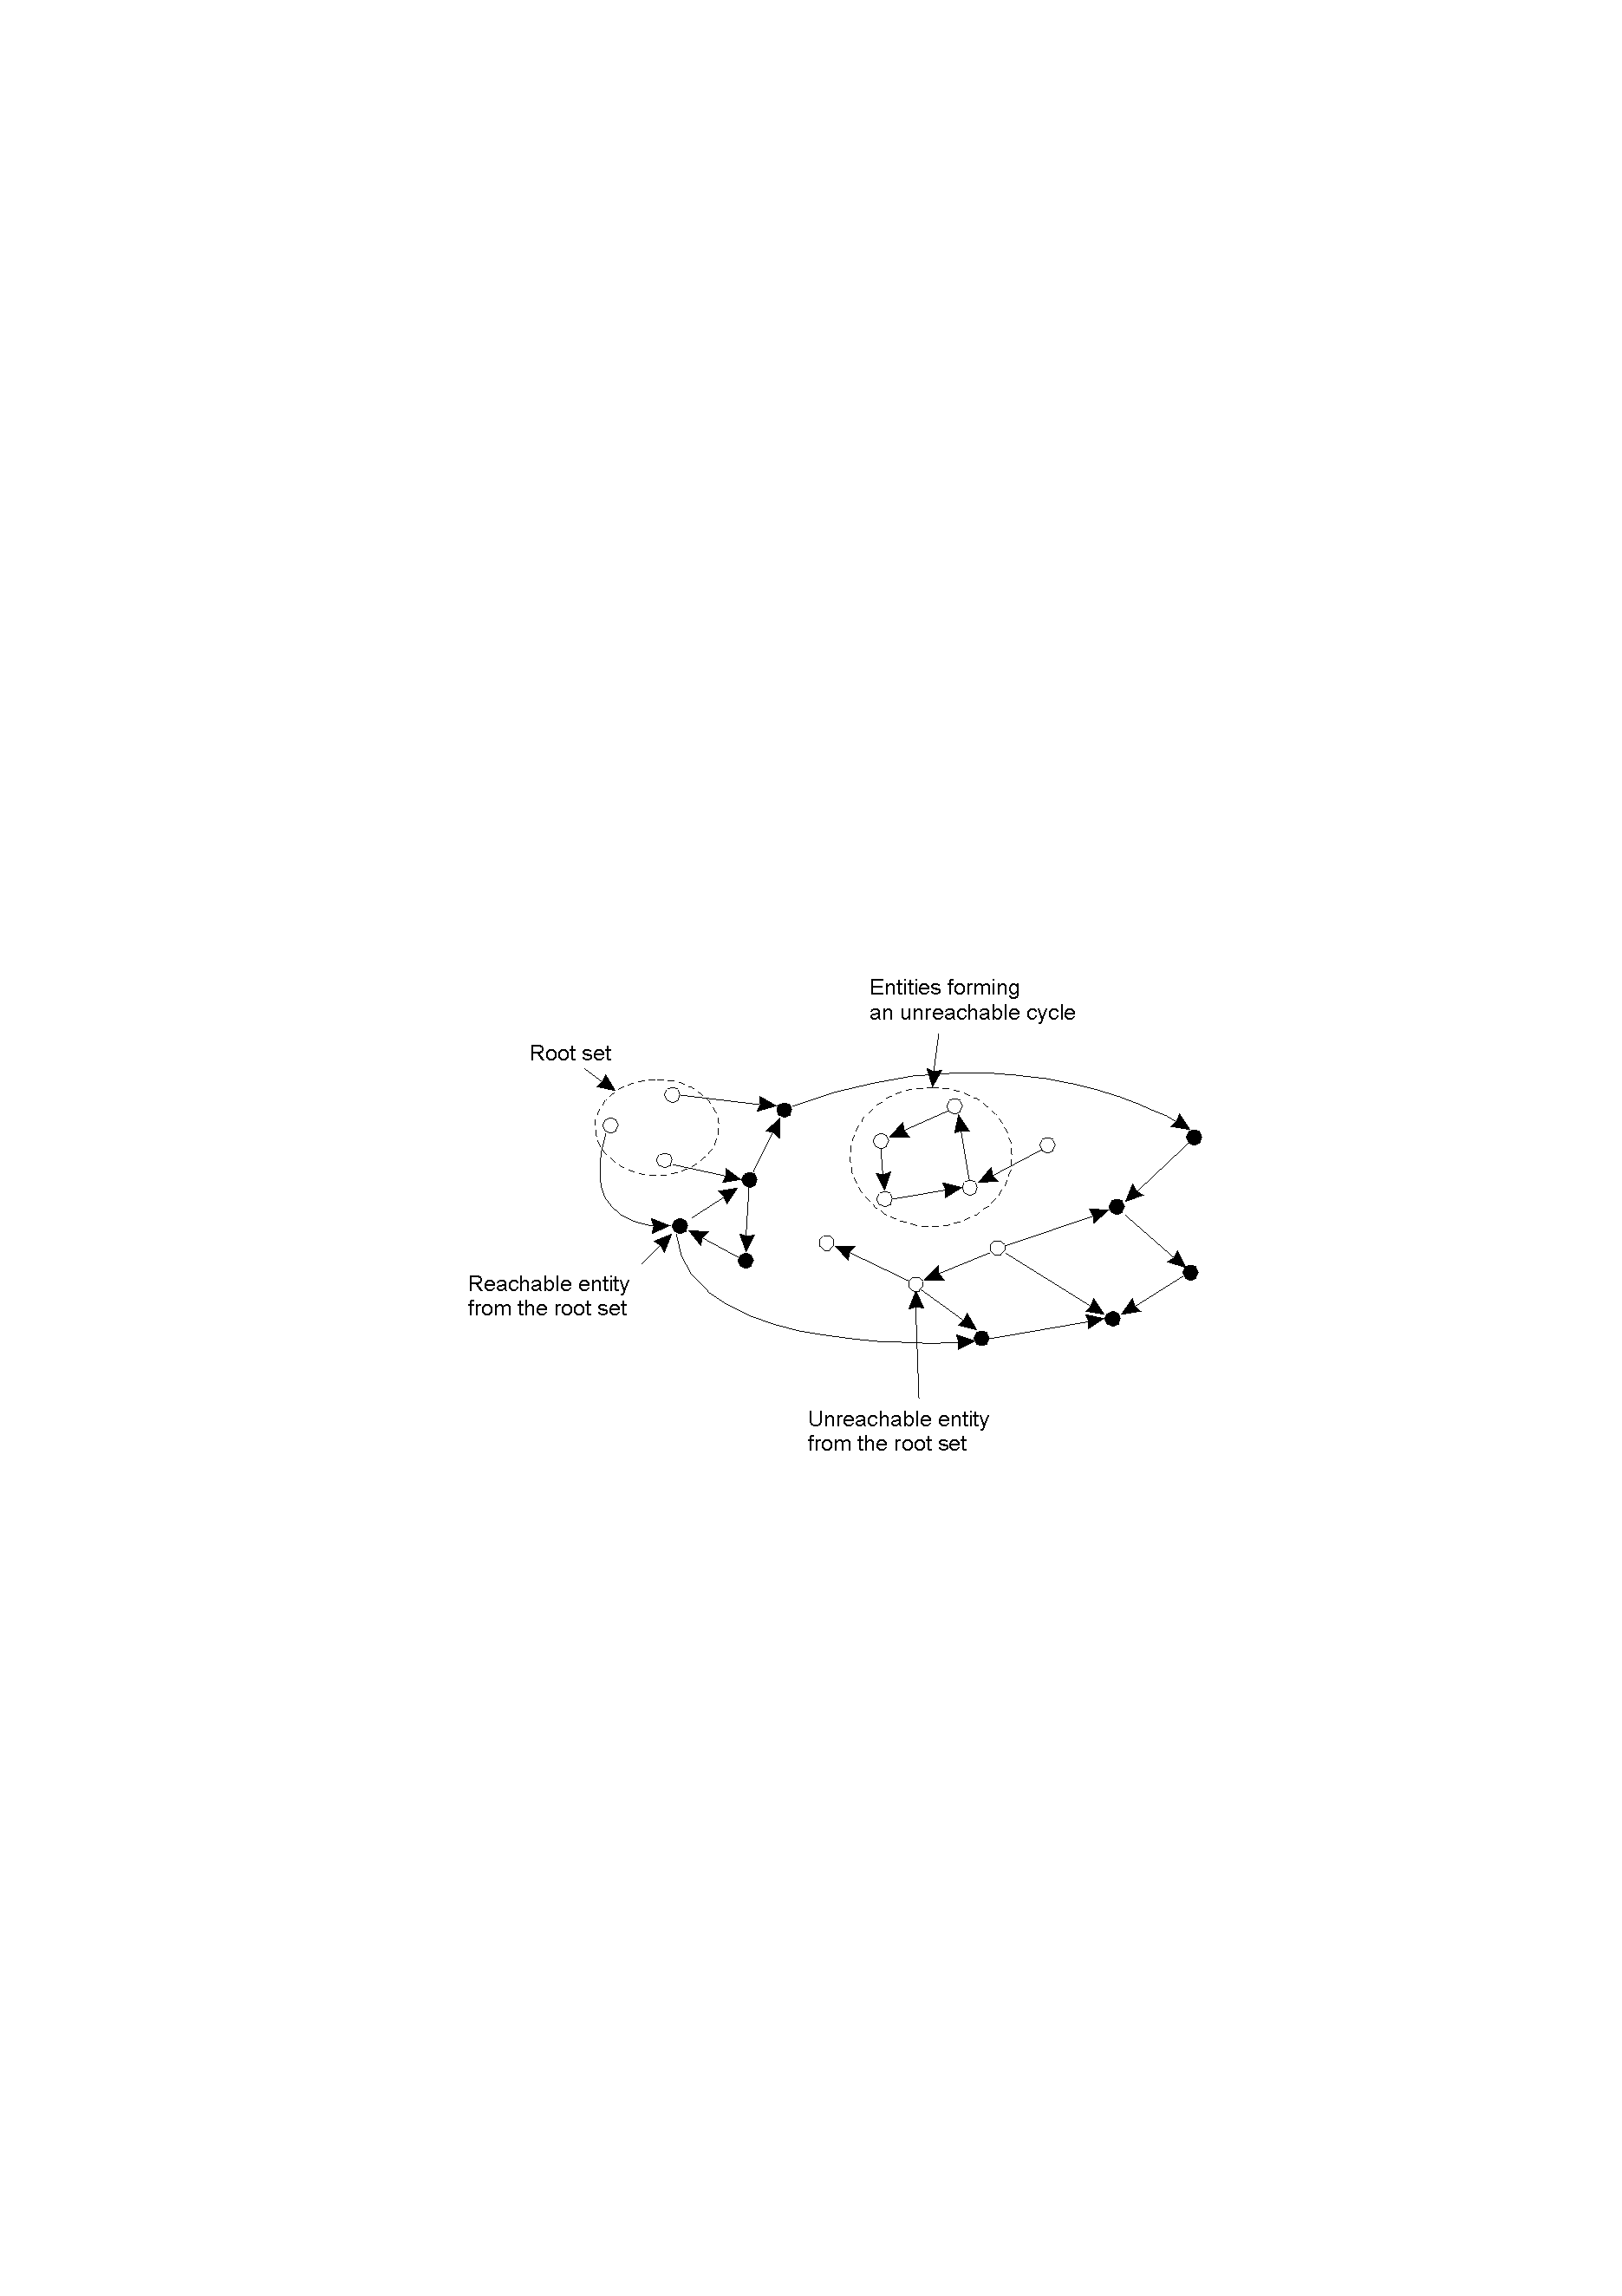 Entities forming
an unreachable cycle
Root set
Reachable entity
from the root set
Unreachable entity
from the root set